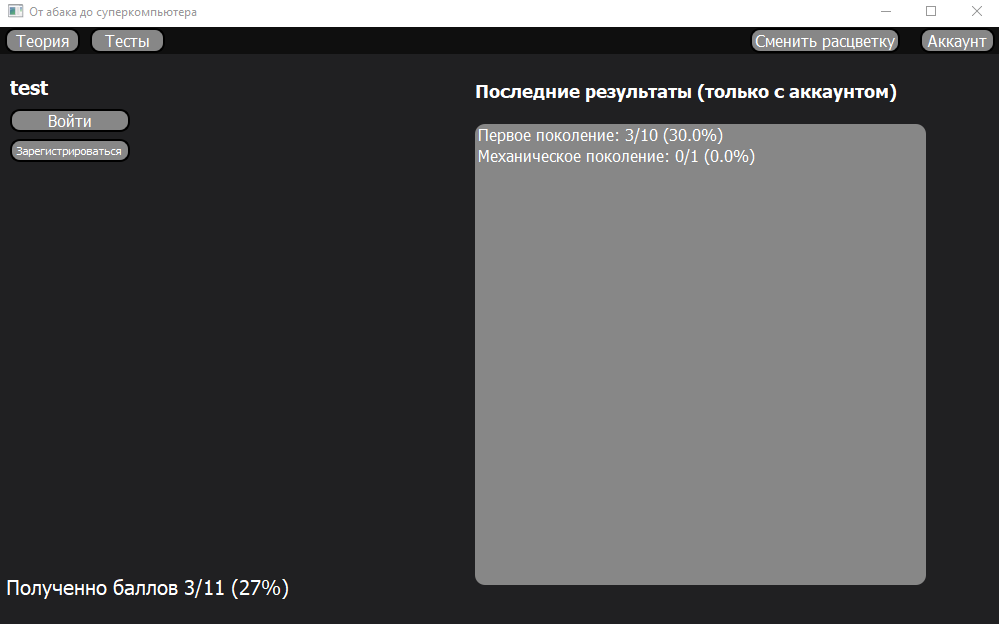 От абака до суперкомпьютера
Теория Тесты Сменить расцветку Аккаунт
test
Войти
Зарегистрироваться
Последние результаты (только с аккаунтом)
Первое поколение: 3/10 (30.0%)
Механическое поколение: 0/1 (0.0%)
Полученно баллов 3/11 (27%)